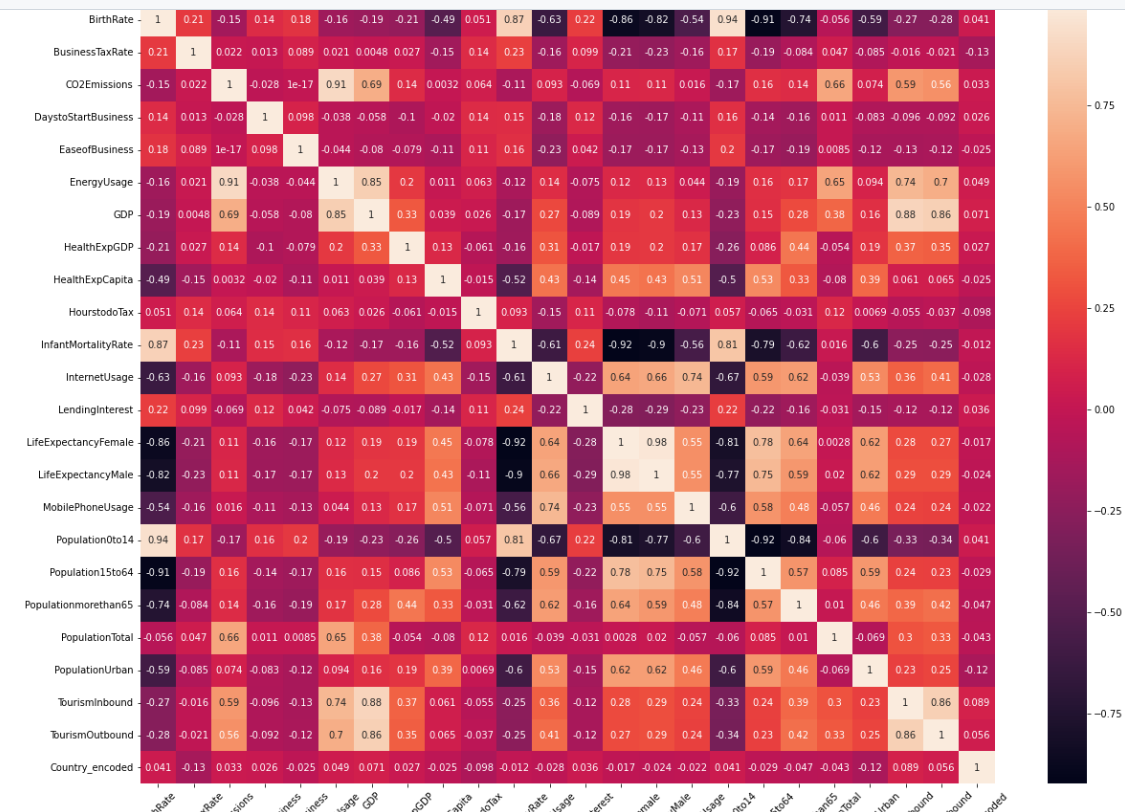 BirthRate 1 0.21 -0.15 0.14 0.18 -0.16 -0.19 -0.21 -0.49 0.051 0.87 -0.63 0.22 -0.86 -0.82 -0.54 0.94 -0.91 -0.74 -0.056 -0.59 -0.27 -0.28 0.041
BusinessTaxRate 0.21 1 0.022 0.013 0.089 0.021 0.0048 0.027 -0.15 0.14 0.23 -0.16 0.099 -0.21 -0.23 -0.16 0.17 -0.19 -0.084 0.047 -0.085 -0.016 -0.021 -0.13
CO2Emissions -0.15 0.022 1 -0.028 1e-17 0.91 0.69 0.14 0.0032 0.064 -0.11 0.093 -0.069 0.11 0.11 0.016 -0.17 0.16 0.14 0.66 0.074 0.59 0.56 0.033
0.75
DaystoStartBusiness 0.14 0.013 -0.028 1 0.098 -0.038 -0.058 -0.1 -0.02 0.14 0.15 -0.18 0.12 -0.16 -0.17 -0.11 0.16 -0.14 -0.16 0.011 -0.083 -0.096 -0.092 0.026
EaseofBusiness 0.18 0.089 1e-17 0.098 1 -0.044 -0.08 -0.079 -0.11 0.11 0.16 -0.23 0.042 -0.17 -0.17 -0.13 0.2 -0.17 -0.19 0.0085 -0.12 -0.13 -0.12 -0.025
EnergyUsage -0.16 0.021 0.91 -0.038 -0.044 1 0.85 0.2 0.011 0.063 -0.12 0.14 -0.075 0.12 0.13 0.044 -0.19 0.16 0.17 0.65 0.094 0.74 0.7 0.049
0.50
GDP -0.19 0.0048 0.69 -0.058 -0.08 0.85 1 0.33 0.039 0.026 -0.17 0.27 -0.089 0.19 0.2 0.13 -0.23 0.15 0.28 0.38 0.16 0.88 0.86 0.071
HealthExpGDP -0.21 0.027 0.14 -0.1 -0.079 0.2 0.33 1 0.13 -0.061 -0.16 0.31 -0.017 0.19 0.2 0.17 -0.26 0.086 0.44 -0.054 0.19 0.37 0.35 0.027
HealthExpCapita -0.49 -0.15 0.0032 -0.02 -0.11 0.011 0.039 0.13 1 -0.015 -0.52 0.43 -0.14 0.45 0.43 0.51 -0.5 0.53 0.33 -0.08 0.39 0.061 0.065 -0.025
0.25
HourstodoTax 0.051 0.14 0.064 0.14 0.11 0.063 0.026 -0.061 -0.015 1 0.093 -0.15 0.11 -0.078 -0.11 -0.071 0.057 -0.065 -0.031 0.12 0.0069 -0.055 -0.037 -0.098
InfantMortalityRate 0.87 0.23 -0.11 0.15 0.16 -0.12 -0.17 -0.16 -0.52 0.093 1 -0.61 0.24 -0.92 -0.9 -0.56 0.81 -0.79 -0.62 0.016 -0.6 -0.25 -0.25 -0.012
InternetUsage -0.63 -0.16 0.093 -0.18 -0.23 0.14 0.27 0.31 0.43 -0.15 -0.61 1 -0.22 0.64 0.66 0.74 -0.67 0.59 0.62 -0.039 0.53 0.36 0.41 -0.028
LendingInterest 0.22 0.099 -0.069 0.12 0.042 -0.075 -0.089 -0.017 -0.14 0.11 0.24 -0.22 1 -0.28 -0.29 -0.23 0.22 -0.22 -0.16 -0.031 -0.15 -0.12 -0.12 0.036
0.00
LifeExpectancyFemale -0.86 -0.21 0.11 -0.16 -0.17 0.12 0.19 0.19 0.45 -0.078 -0.92 0.64 -0.28 1 0.98 0.55 -0.81 0.78 0.64 0.0028 0.62 0.28 0.27 -0.017
LifeExpectancyMale -0.82 -0.23 0.11 -0.17 -0.17 0.13 0.2 0.2 0.43 -0.11 -0.9 0.66 -0.29 0.98 1 0.55 -0.77 0.75 0.59 0.02 0.62 0.29 0.29 -0.024
MobilePhoneUsage -0.54 -0.16 0.016 -0.11 -0.13 0.044 0.13 0.17 0.51 -0.071 -0.56 0.74 -0.23 0.55 0.55 1 -0.6 0.58 0.48 -0.057 0.46 0.24 0.24 -0.022
−0.25
Population0to14 0.94 0.17 -0.17 0.16 0.2 -0.19 -0.23 -0.26 -0.5 0.057 0.81 -0.67 0.22 -0.81 -0.77 -0.6 1 -0.92 -0.84 -0.06 -0.6 -0.33 -0.34 0.041
Population15to64 -0.91 -0.19 0.16 -0.14 -0.17 0.16 0.15 0.086 0.53 -0.065 -0.79 0.59 -0.22 0.78 0.75 0.58 -0.92 1 0.57 0.085 0.59 0.24 0.23 -0.029
Populationmorethan65 -0.74 -0.084 0.14 -0.16 -0.19 0.17 0.28 0.44 0.33 -0.031 -0.62 0.62 -0.16 0.64 0.59 0.48 -0.84 0.57 1 0.01 0.46 0.39 0.42 -0.047
−0.50
PopulationTotal -0.056 0.047 0.66 0.011 0.0085 0.65 0.38 -0.054 -0.08 0.12 0.016 -0.039 -0.031 0.0028 0.02 -0.057 -0.06 0.085 0.01 1 -0.069 0.3 0.33 -0.043
PopulationUrban -0.59 -0.085 0.074 -0.083 -0.12 0.094 0.16 0.19 0.39 0.0069 -0.6 0.53 -0.15 0.62 0.62 0.46 -0.6 0.59 0.46 -0.069 1 0.23 0.25 -0.12
TourismInbound -0.27 -0.016 0.59 -0.096 -0.13 0.74 0.88 0.37 0.061 -0.055 -0.25 0.36 -0.12 0.28 0.29 0.24 -0.33 0.24 0.39 0.3 0.23 1 0.86 0.089
−0.75
TourismOutbound -0.28 -0.021 0.56 -0.092 -0.12 0.7 0.86 0.35 0.065 -0.037 -0.25 0.41 -0.12 0.27 0.29 0.24 -0.34 0.23 0.42 0.33 0.25 0.86 1 0.056
Country_encoded 0.041 -0.13 0.033 0.026 -0.025 0.049 0.071 0.027 -0.025 -0.098 -0.012 -0.028 0.036 -0.017 -0.024 -0.022 0.041 -0.029 -0.047 -0.043 -0.12 0.089 0.056 1
GDP